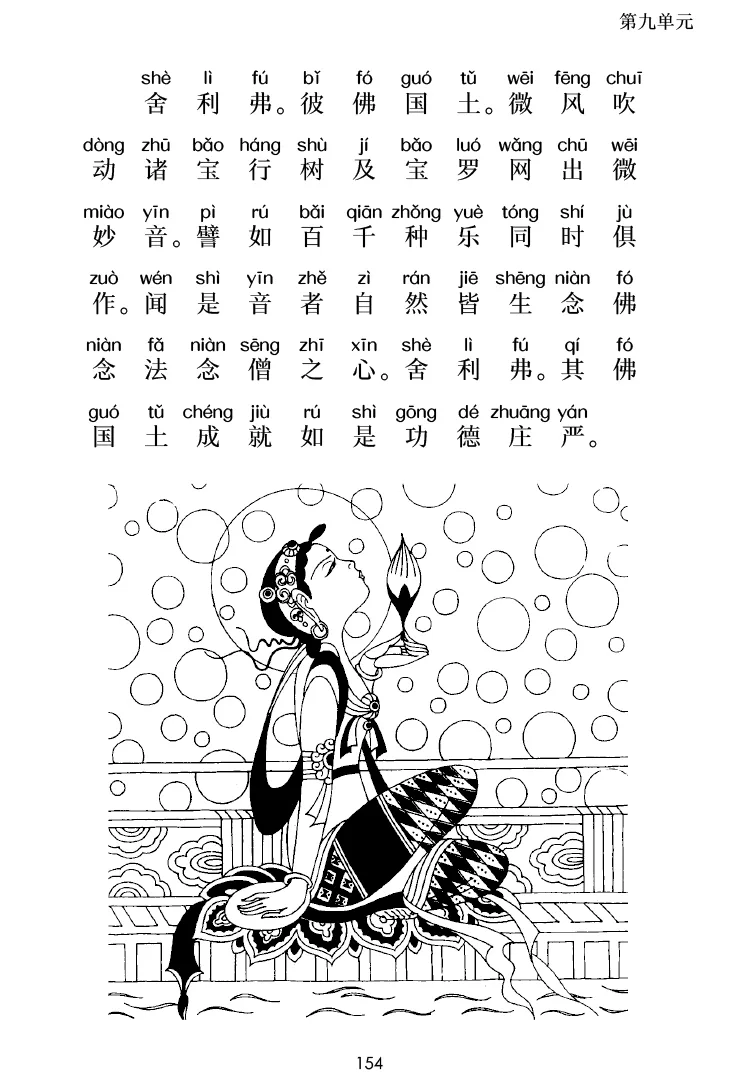 第九单元
shè lì fú bǐ fó guó tǔ wēi fēng chuī
舍利弗。彼佛国土。微风吹
dòng zhū bǎo háng shù jí bǎo luó wǎng chū wēi
动诸宝行树及宝罗网出微
miào yīn pì rú bǎi qiān zhǒng yuè tóng shí jù
妙音。譬如百千种乐同时俱
zuò wén shì yīn zhě zì rán jiē shēng niàn fó
作。闻是音者自然皆生念佛
niàn fǎ niàn sēng zhī xīn shè lì fú qí fó
念法念僧之心。舍利弗。其佛
guó tǔ chéng jiù rú shì gōng dé zhuāng yán
国土成就如是功德庄严。
154